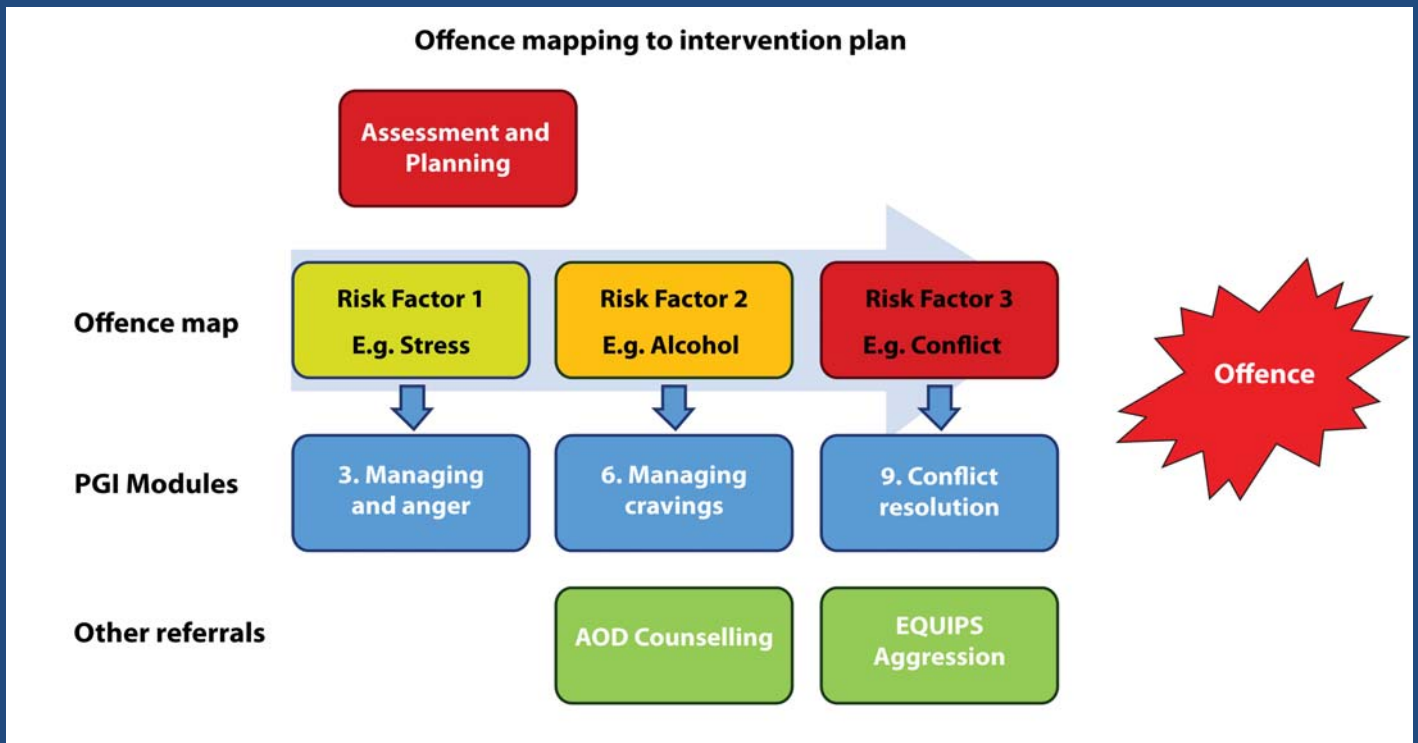 Offence mapping to intervention plan
Assessment and
Planning
Offence map
Risk Factor 1
E.g. Stress
Risk Factor 2
E.g. Alcohol
Risk Factor 3
E.g. Conflict
Offence
PGI Modules
3. Managing
and anger
6. Managing
cravings
9. Conflict
resolution
Other referrals
AOD Counselling
EQUIPS
Aggression